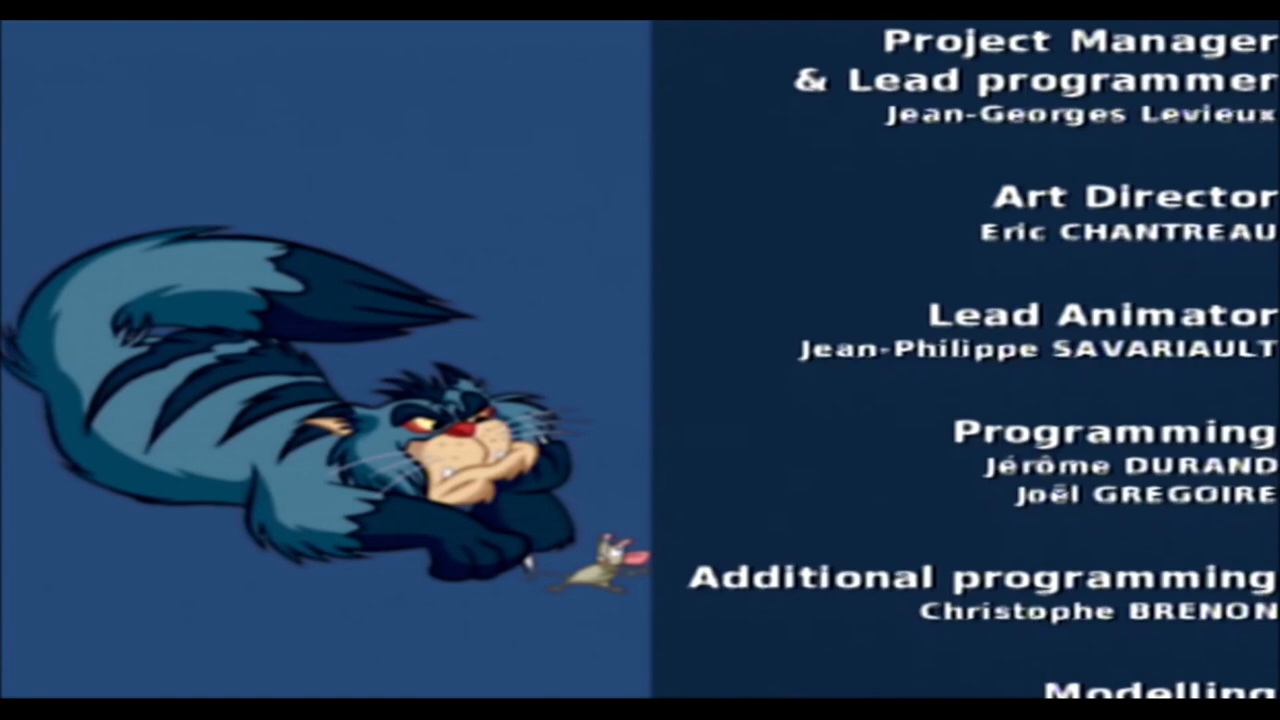 Project Manager
& Lead programmer
Jean-Georges Levieux
Art Director
Eric CHANTREAU
Lead Animator
Jean-Philippe SAVARIAULT
Programming
Jérôme DURAND
Joël GREGOIRE
Additional programming
Christophe BRENON
Modelling